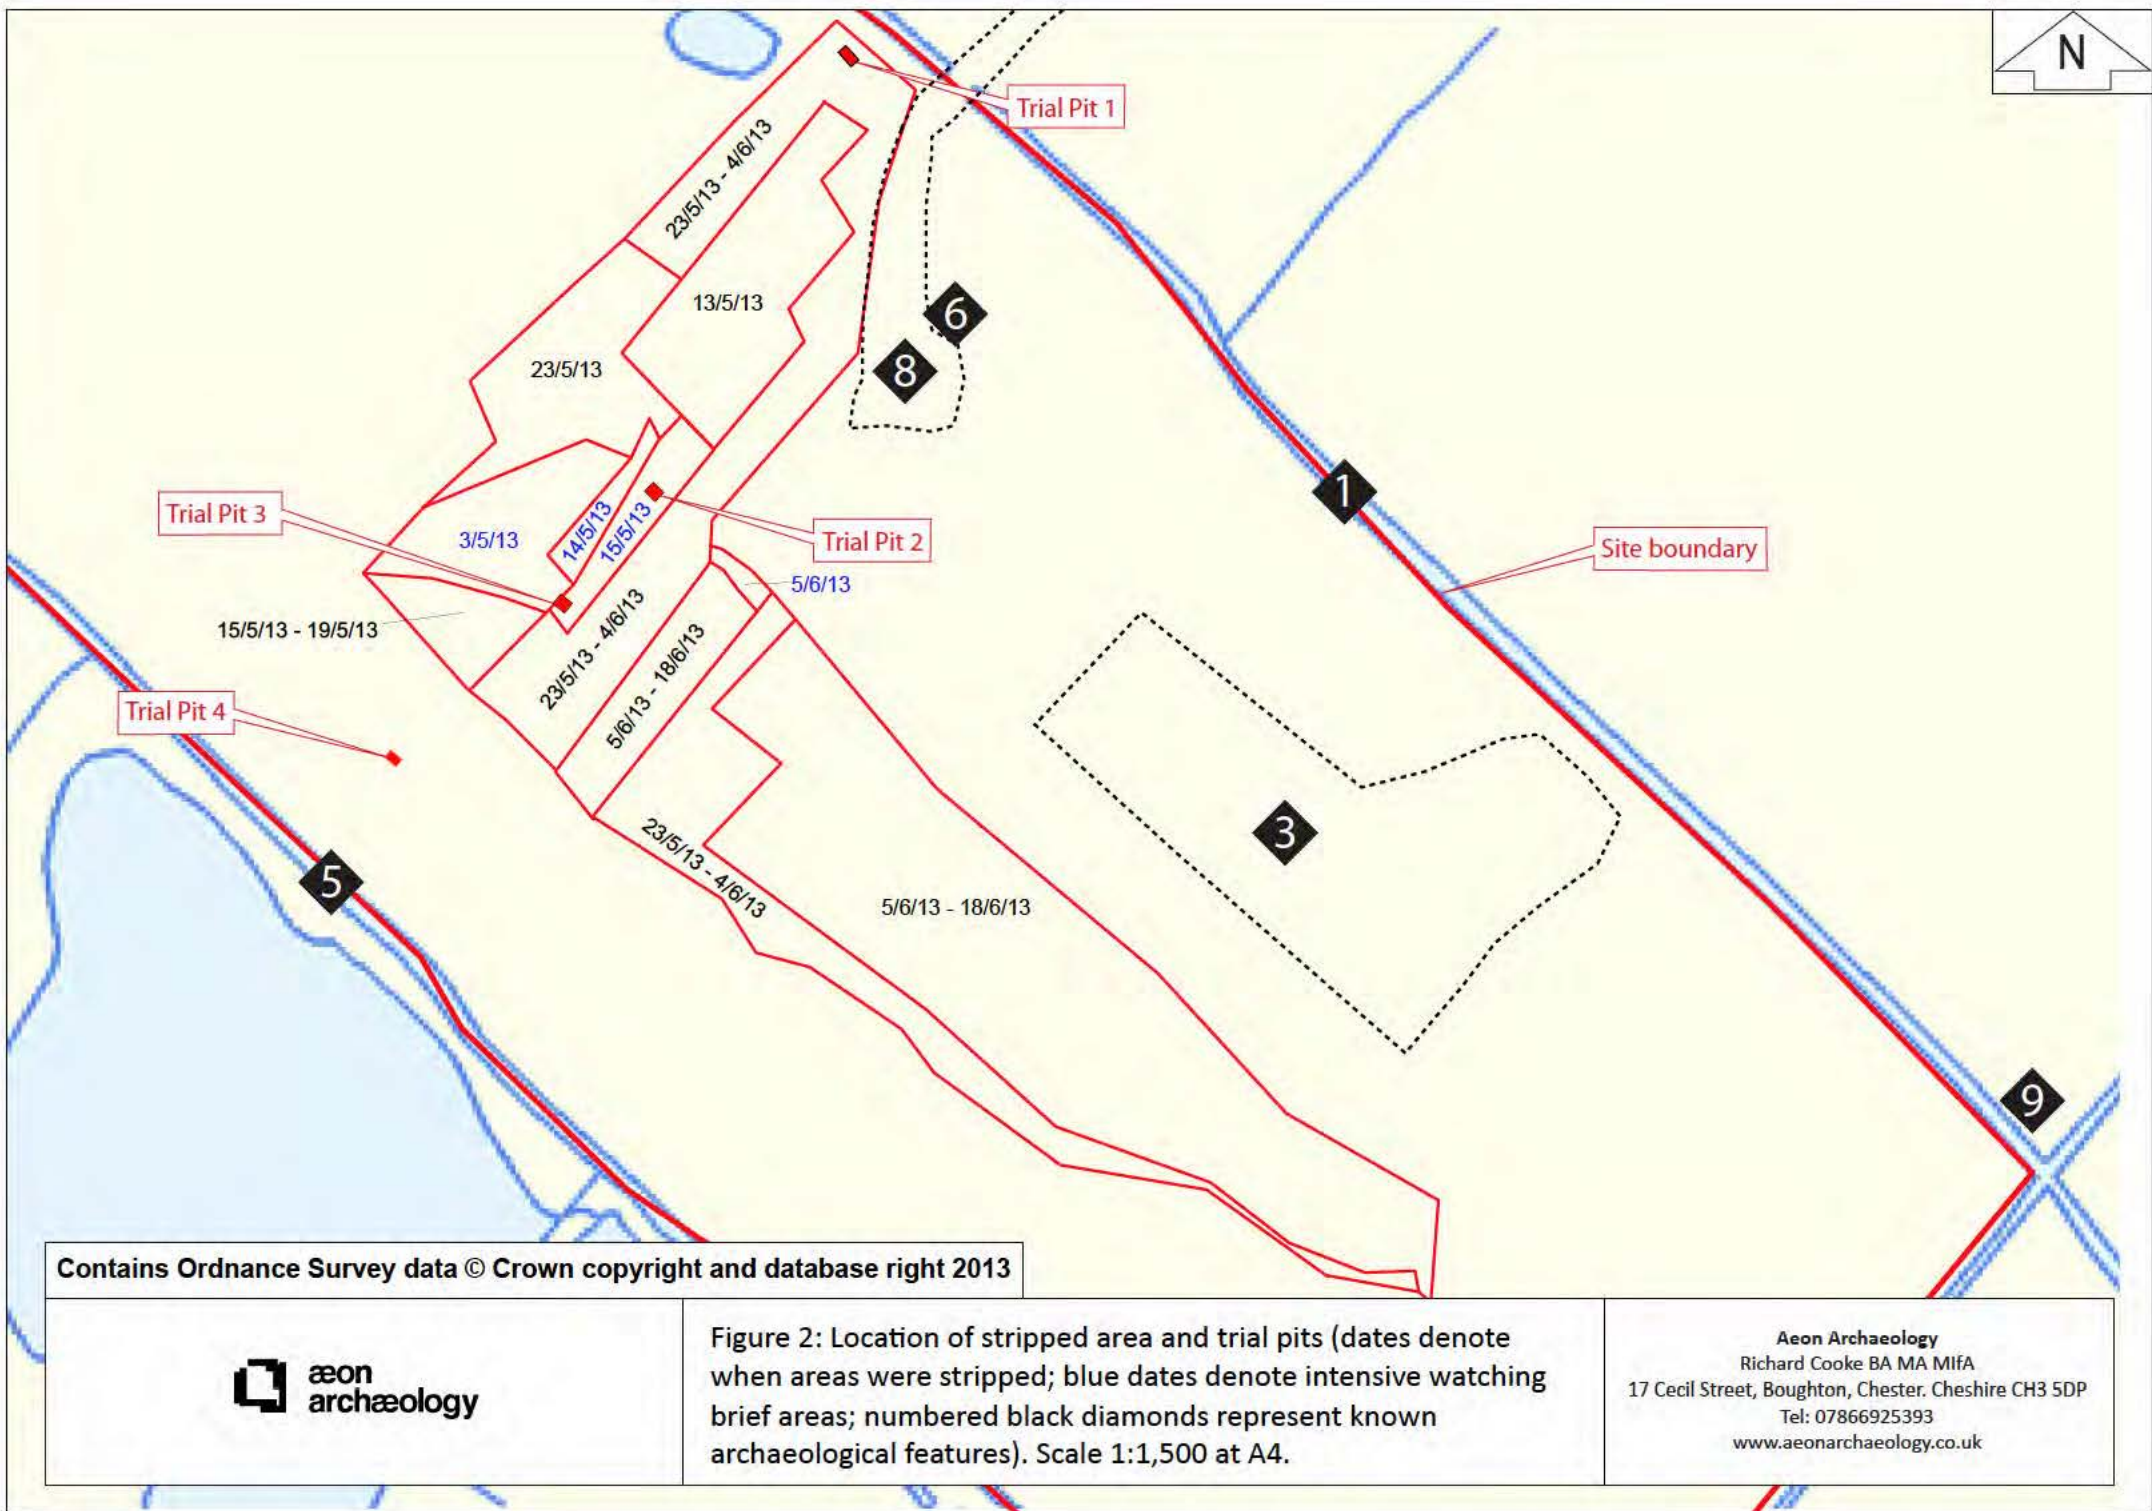 N
Trial Pit 1
23/5/13 - 4/6/13
13/5/13
6
8
23/5/13
1
Trial Pit 3
3/5/13
14/5/13
15/5/13
Trial Pit 2
Site boundary
5/6/13
15/5/13 - 19/5/13
23/5/13 - 4/6/13
5/6/13 - 18/6/13
Trial Pit 4
3
5
23/5/13 - 4/6/13
5/6/13 - 18/6/13
9
Contains Ordnance Survey data © Crown copyright and database right 2013
æon
archæology
Figure 2: Location of stripped area and trial pits (dates denote
when areas were stripped; blue dates denote intensive watching
brief areas; numbered black diamonds represent known
archaeological features). Scale 1:1,500 at A4.
Aeon Archaeology
Richard Cooke BA MA MIfA
17 Cecil Street, Boughton, Chester. Cheshire CH3 5DP
Tel: 07866925393
www.aeonarchaeology.co.uk